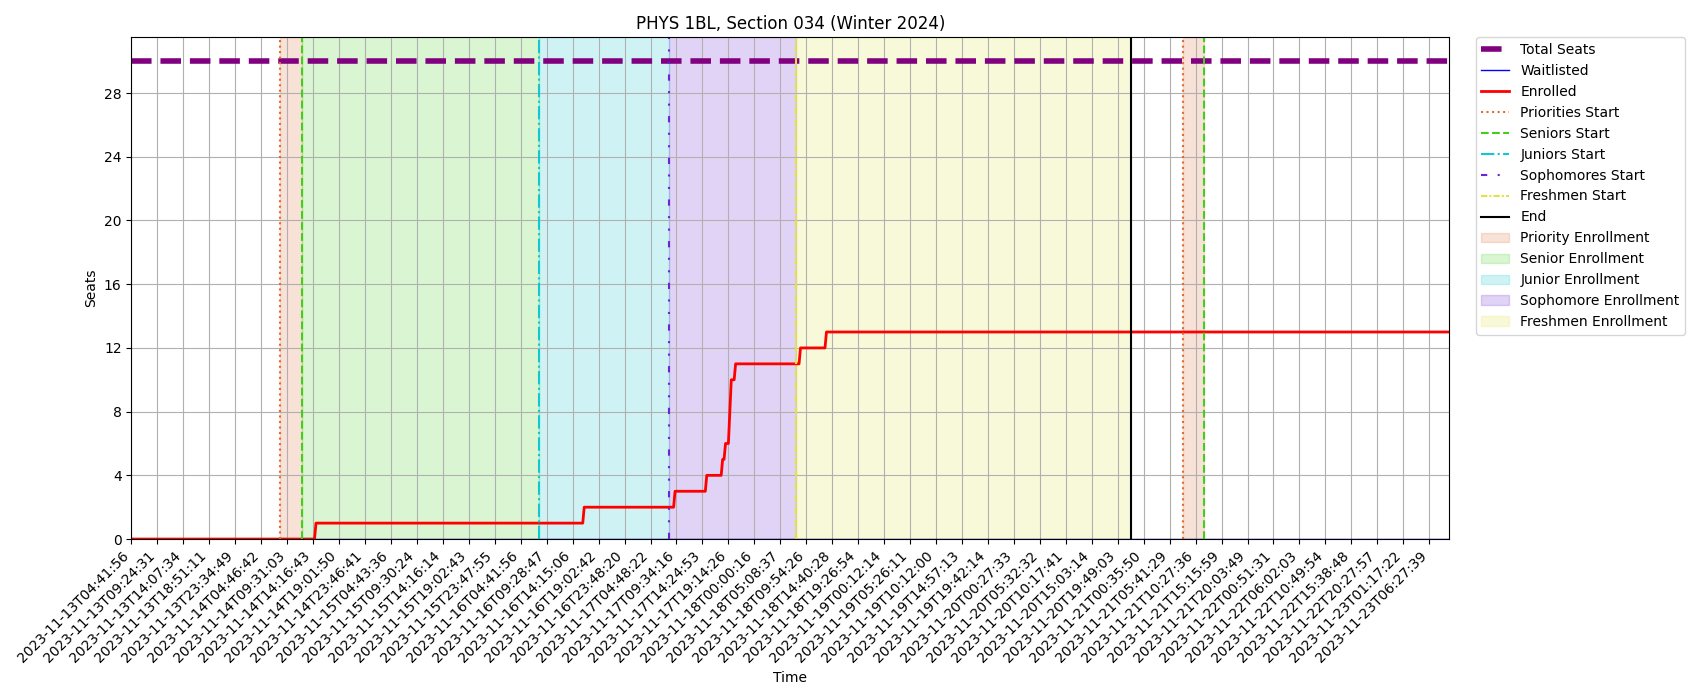 PHYS 1BL, Section 034 (Winter 2024)
Seats
28
24
20
16
12
8
4
0
2023-11-13T04:41:56
2023-11-13T09:24:31
2023-11-13T14:07:34
2023-11-13T18:51:11
2023-11-13T23:34:49
2023-11-14T04:46:42
2023-11-14T09:31:03
2023-11-14T14:16:43
2023-11-14T19:01:50
2023-11-14T23:46:41
2023-11-15T04:43:36
2023-11-15T09:30:24
2023-11-15T14:16:14
2023-11-15T19:02:43
2023-11-15T23:47:55
2023-11-16T04:41:56
2023-11-16T09:28:47
2023-11-16T14:15:06
2023-11-16T19:02:42
2023-11-16T23:48:20
2023-11-17T04:48:22
2023-11-17T09:34:16
2023-11-17T14:24:53
2023-11-17T19:14:26
2023-11-18T00:00:16
2023-11-18T05:08:37
2023-11-18T09:54:26
2023-11-18T14:40:28
2023-11-18T19:26:54
2023-11-19T00:12:14
2023-11-19T05:26:11
2023-11-19T10:12:00
2023-11-19T14:57:13
2023-11-19T19:42:14
2023-11-20T00:27:33
2023-11-20T05:32:32
2023-11-20T10:17:41
2023-11-20T15:03:14
2023-11-20T19:49:03
2023-11-21T00:35:50
2023-11-21T05:41:29
2023-11-21T10:27:36
2023-11-21T15:15:59
2023-11-21T20:03:49
2023-11-22T00:51:31
2023-11-22T06:02:03
2023-11-22T10:49:54
2023-11-22T15:38:48
2023-11-22T20:27:57
2023-11-23T01:17:22
2023-11-23T06:27:39
Time
Total Seats
Waitlisted
Enrolled
Priorities Start
Seniors Start
Juniors Start
Sophomores Start
Freshmen Start
End
Priority Enrollment
Senior Enrollment
Junior Enrollment
Sophomore Enrollment
Freshmen Enrollment